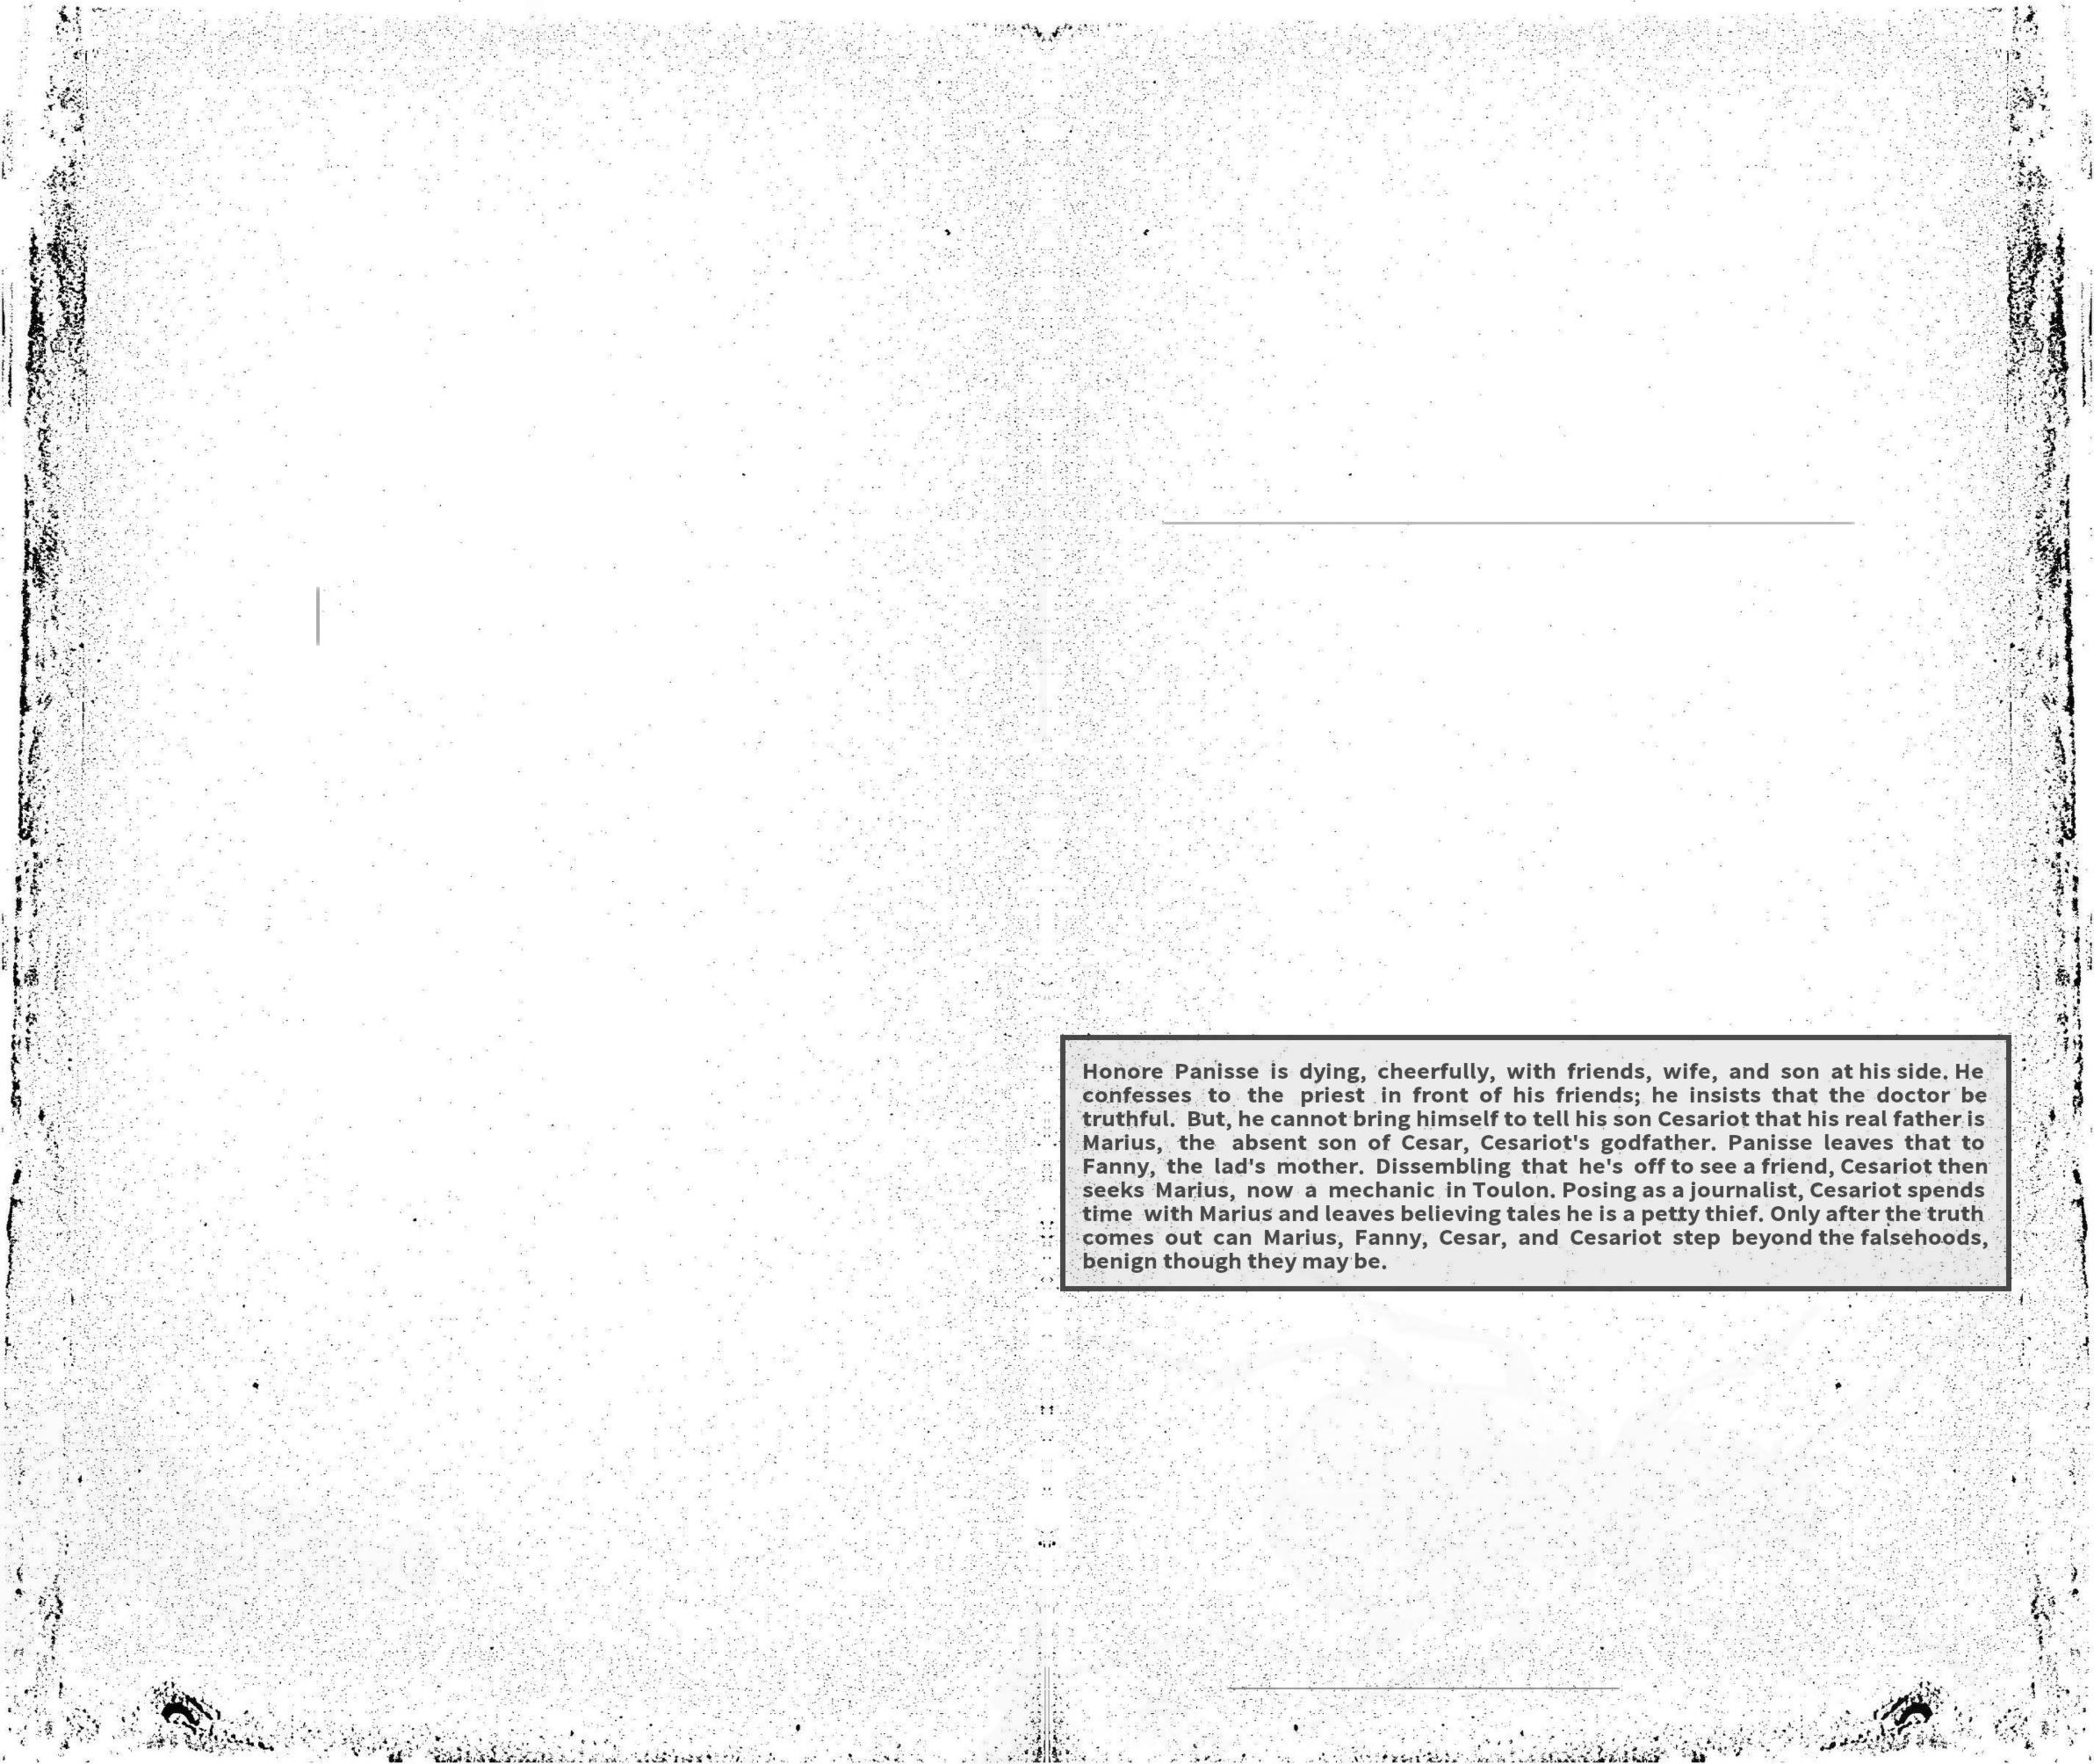 Honore Panisse is dying, cheerfully, with friends, wife, and son at his side. He
confesses to the priest in front of his friends; he insists that the doctor be
truthful. But, he cannot bring himself to tell his son Cesariot that his real father is
Marius, the absent son of Cesar, Cesariot's godfather. Panisse leaves that to
Fanny, the lad's mother. Dissembling that he's off to see a friend, Cesariot then
seeks Marius, now a mechanic in Toulon. Posing as a journalist, Cesariot spends
time with Marius and leaves believing tales he is a petty thief. Only after the truth
comes out can Marius, Fanny, Cesar, and Cesariot step beyond the falsehoods,
benign though they may be.